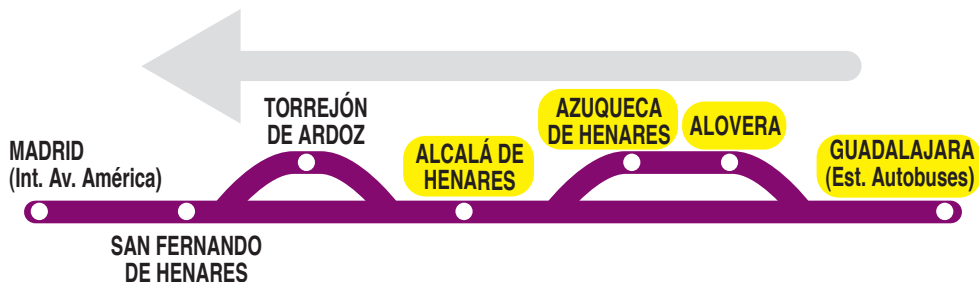 MADRID
(Int. Av. América)
SAN FERNANDO
DE HENARES
TORREJÓN
DE ARDOZ
ALCALÁ DE
HENARES
AZUQUECA
DE HENARES
ALOVERA
GUADALAJARA
(Est. Autobuses)